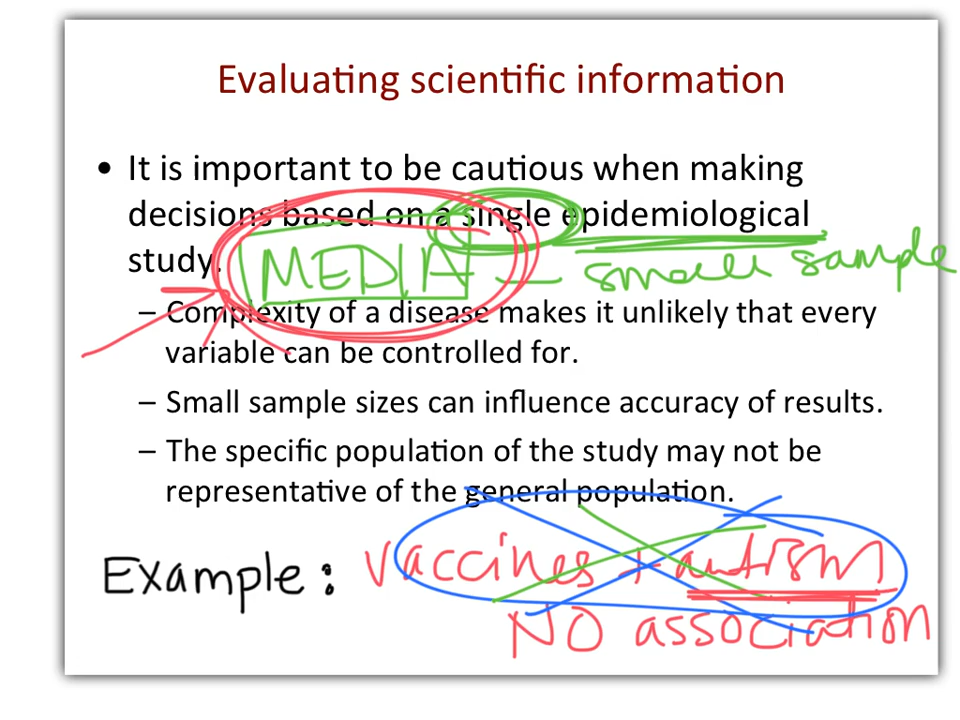 Evaluating scientific information
• It is important to be cautious when making
decisions based on a single epidemiological
study.
MEDIA – small sample
– Complexity of a disease makes it unlikely that every
variable can be controlled for.
– Small sample sizes can influence accuracy of results.
– The specific population of the study may not be
representative of the general population.
Example: vaccines + autism
NO association